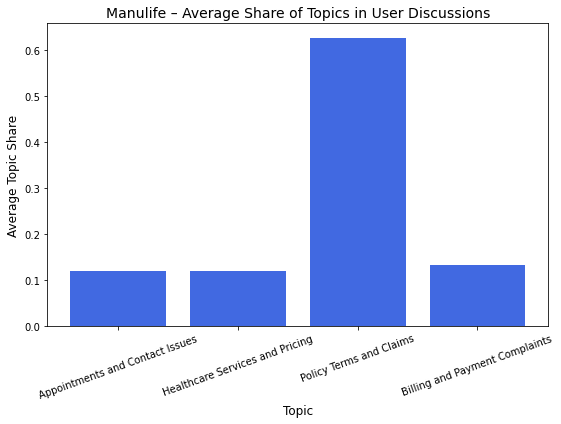 Manulife – Average Share of Topics in User Discussions
Average Topic Share
0.6
0.5
0.4
0.3
0.2
0.1
0.0
Appointments and Contact Issues
Healthcare Services and Pricing
Policy Terms and Claims
Billing and Payment Complaints
Topic